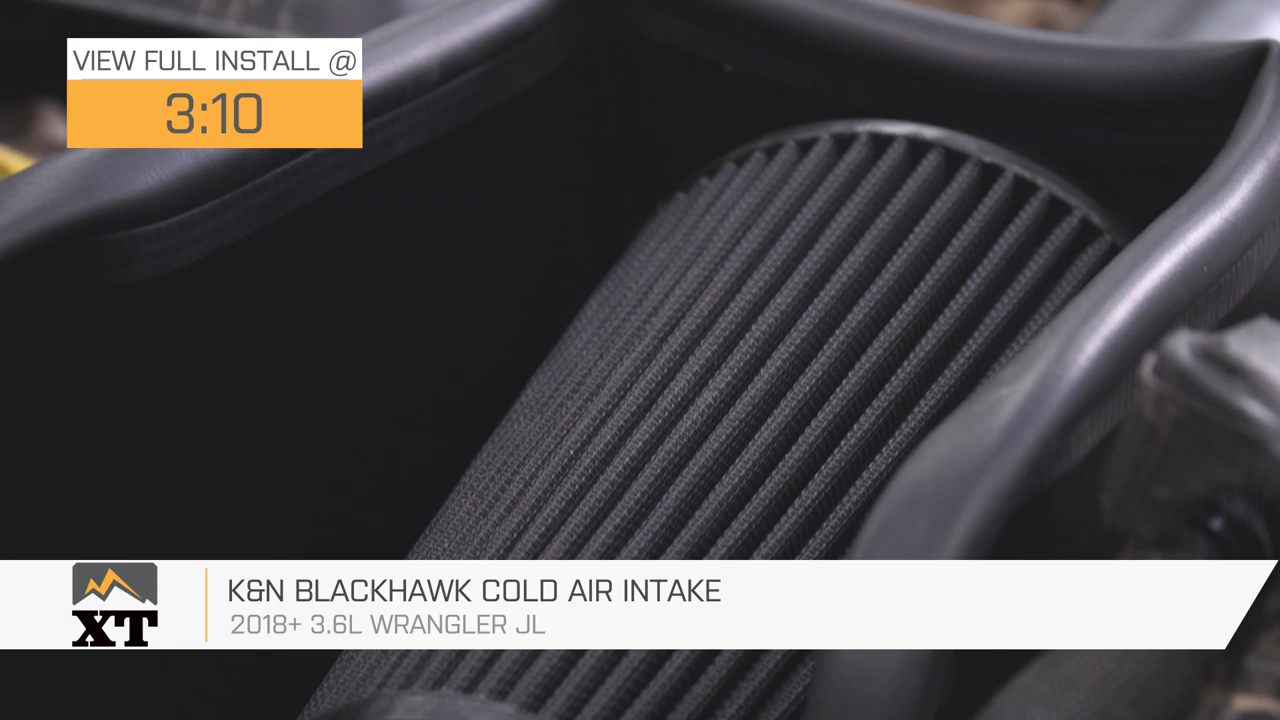 VIEW FULL INSTALL @
3:10
XT
K&N BLACKHAWK COLD AIR INTAKE
2018+ 3.6L WRANGLER JL